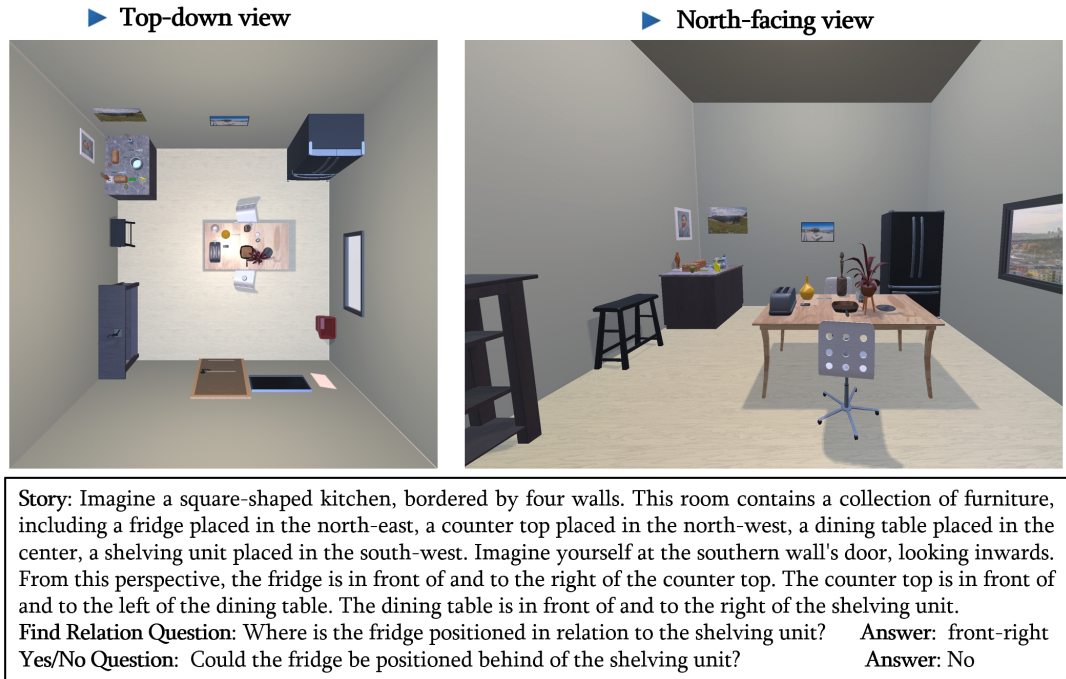 Top-down view
North-facing view
Story: Imagine a square-shaped kitchen, bordered by four walls. This room contains a collection of furniture,
including a fridge placed in the north-east, a counter top placed in the north-west, a dining table placed in the
center, a shelving unit placed in the south-west. Imagine yourself at the southern wall's door, looking inwards.
From this perspective, the fridge is in front of and to the right of the counter top. The counter top is in front of
and to the left of the dining table. The dining table is in front of and to the right of the shelving unit.
Find Relation Question: Where is the fridge positioned in relation to the shelving unit? Answer: front-right
Yes/No Question: Could the fridge be positioned behind of the shelving unit? Answer: No